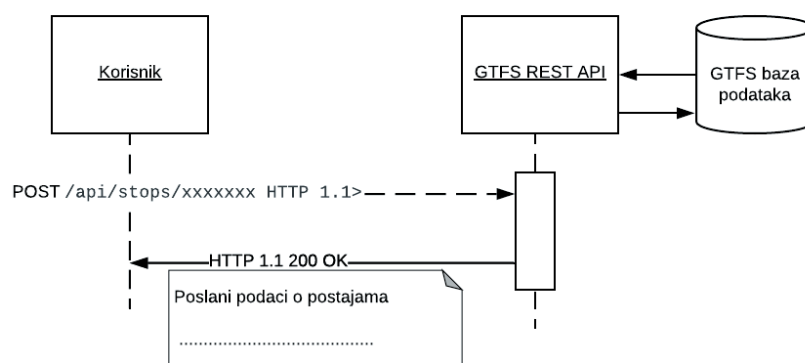 Korisnik
GTFS REST API
GTFS baza
podataka
POST /api/stops/xxxxxxx HTTP 1.1>
HTTP 1.1 200 OK
Poslani podaci o postajama
.........................................